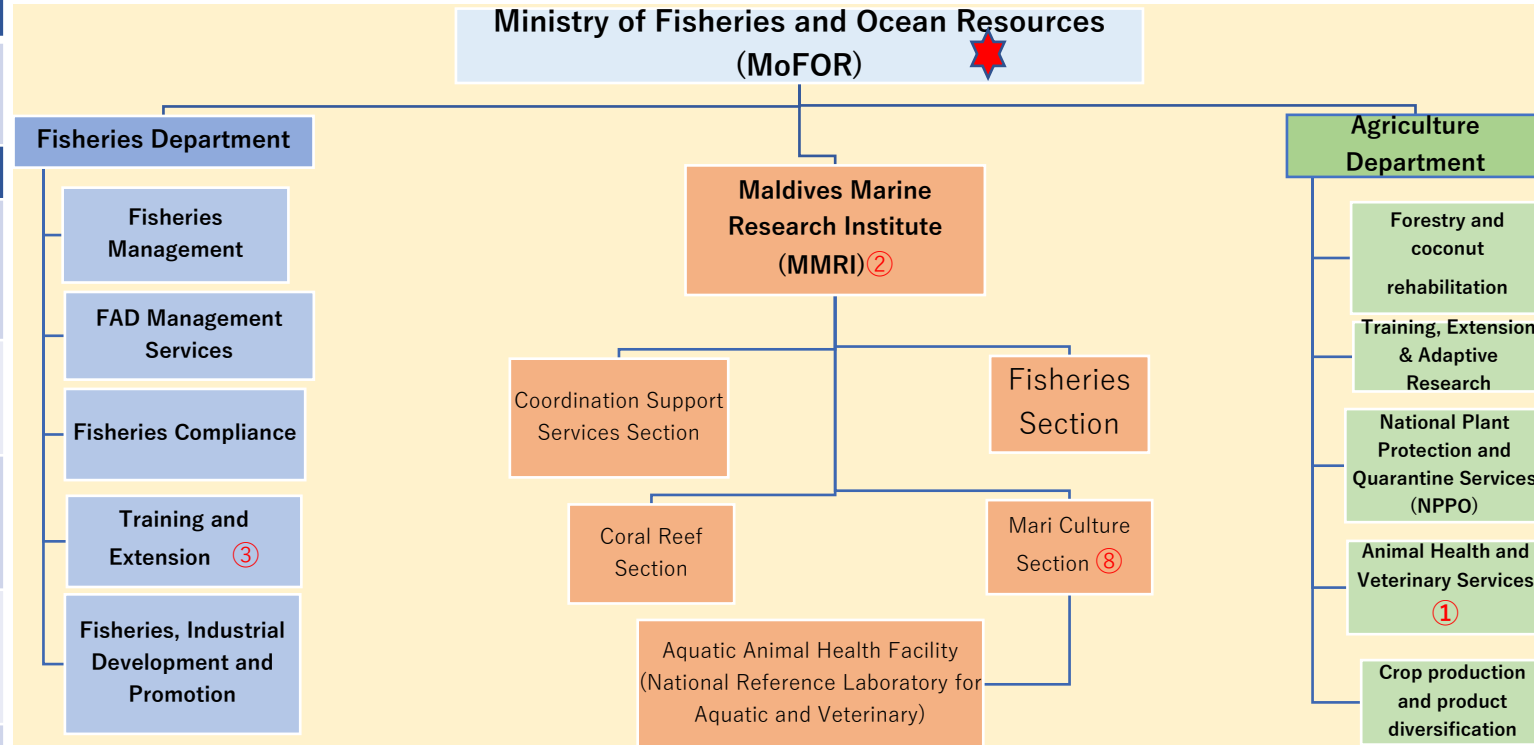 Ministry of Fisheries and Ocean Resources
(MoFOR)
Fisheries Department
Fisheries
Management
FAD Management
Services
Fisheries Compliance
Training and
Extension ③
Fisheries, Industrial
Development and
Promotion
Maldives Marine
Research Institute
(MMRI)②
Coordination Support
Services Section
Fisheries
Section
Coral Reef
Section
Mari Culture
Section ⑧
Aquatic Animal Health Facility
(National Reference Laboratory for
Aquatic and Veterinary)
Agriculture
Department
Forestry and
coconut
rehabilitation
Training, Extension
& Adaptive
Research
National Plant
Protection and
Quarantine Services
(NPPO)
Animal Health and
Veterinary Services
①
Crop production
and product
diversification